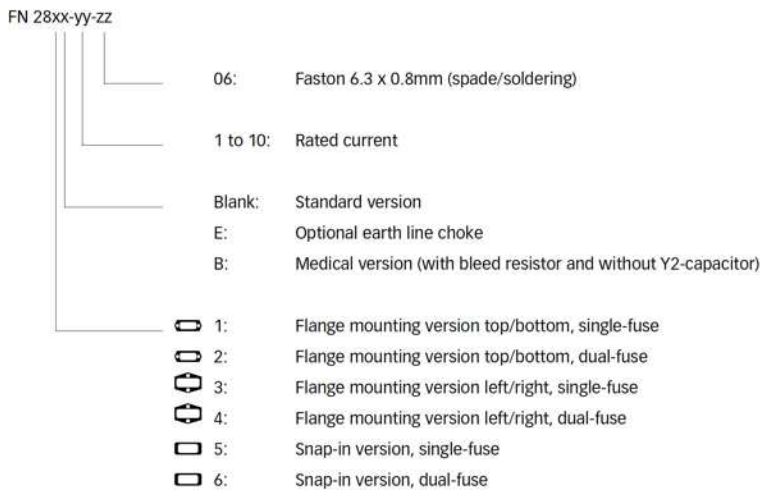 FN 28xx-yy-zz
06: Faston 6.3 x 0.8mm (spade/soldering)
1 to 10: Rated current
Blank: Standard version
E: Optional earth line choke
B: Medical version (with bleed resistor and without Y2-capacitor)
1: Flange mounting version top/bottom, single-fuse
2: Flange mounting version top/bottom, dual-fuse
3: Flange mounting version left/right, single-fuse
4: Flange mounting version left/right, dual-fuse
5: Snap-in version, single-fuse
6: Snap-in version, dual-fuse